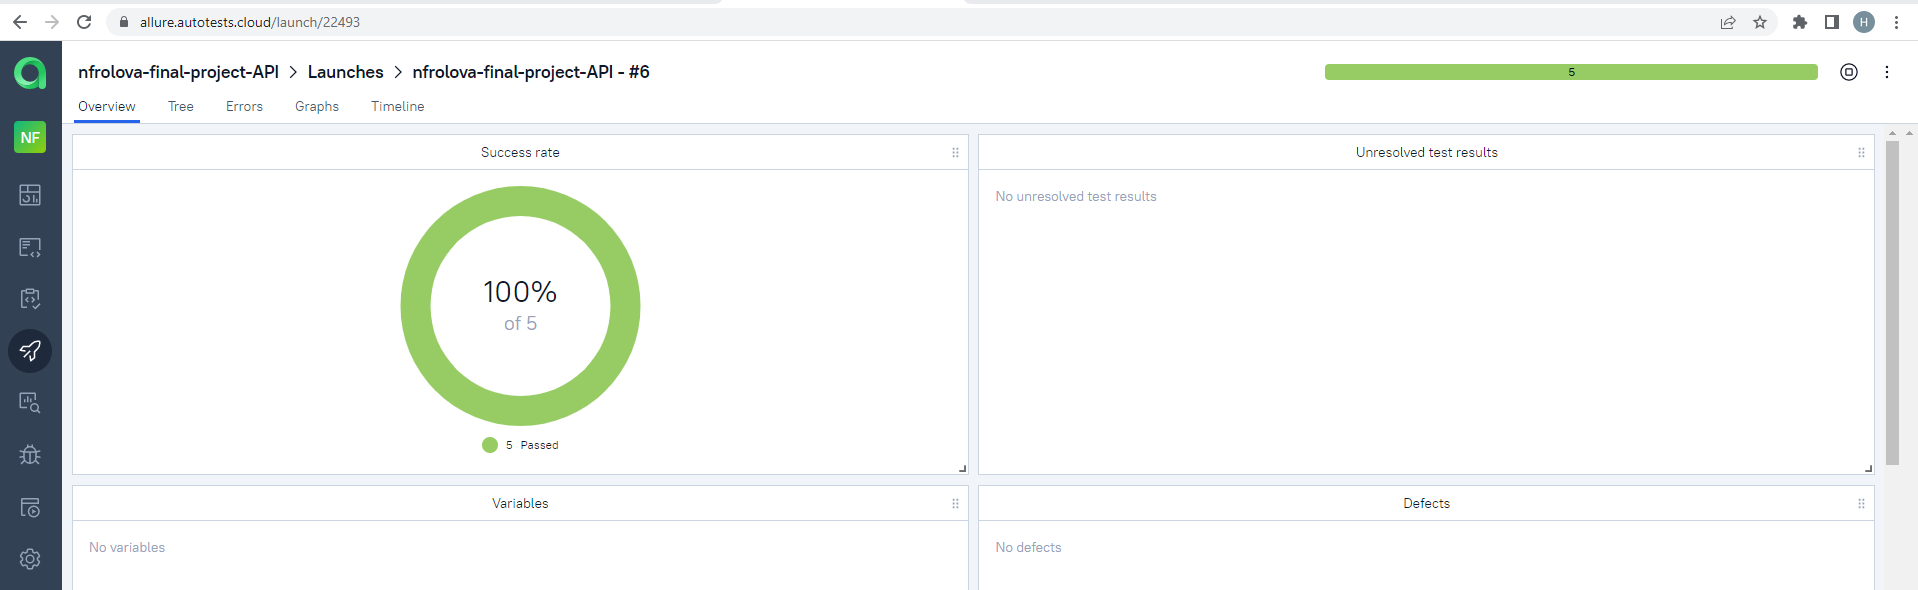 allure.autotests.cloud/launch/22493
H
nfrolova-final-project-API > Launches > nfrolova-final-project-API - #6
5
Overview Tree Errors Graphs Timeline
NF
Success rate
Unresolved test results
No unresolved test results
100%
of 5
5 Passed
Variables
Defects
No variables
No defects